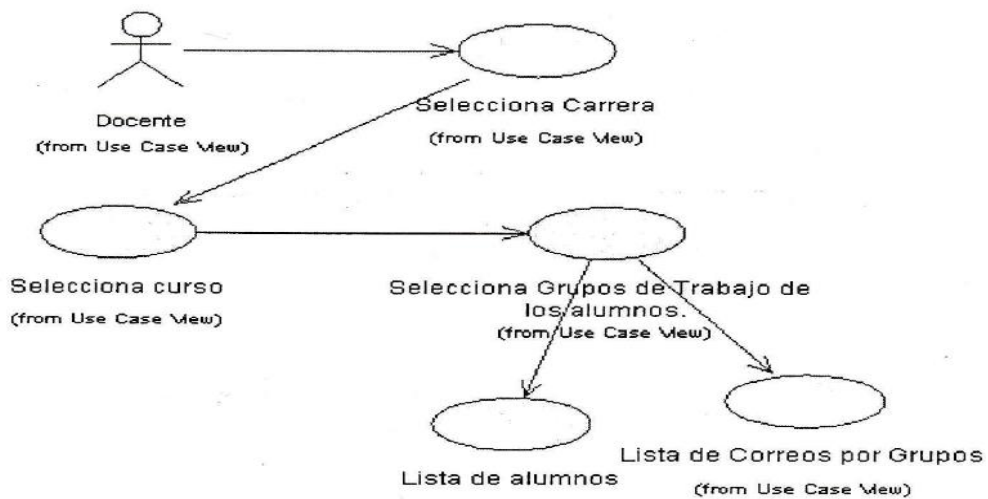 Selecciona Carrera
(from Use Case View)
Docente
(from Use Case View)
Selecciona curso
(from Use Case View)
Selecciona Grupos de Trabajo de
los alumnos.
(from Use Case View)
Lista de alumnos
Lista de Correos por Grupos
(from Use Case View)